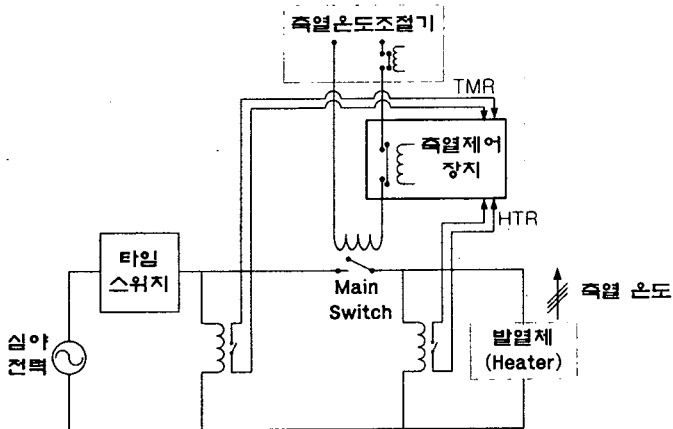 축열온도조절기
TMR
축열제어
장치
HTR
타임
스위치
Main
Switch
축열 온도
심야
전력
발열체
(Heater)